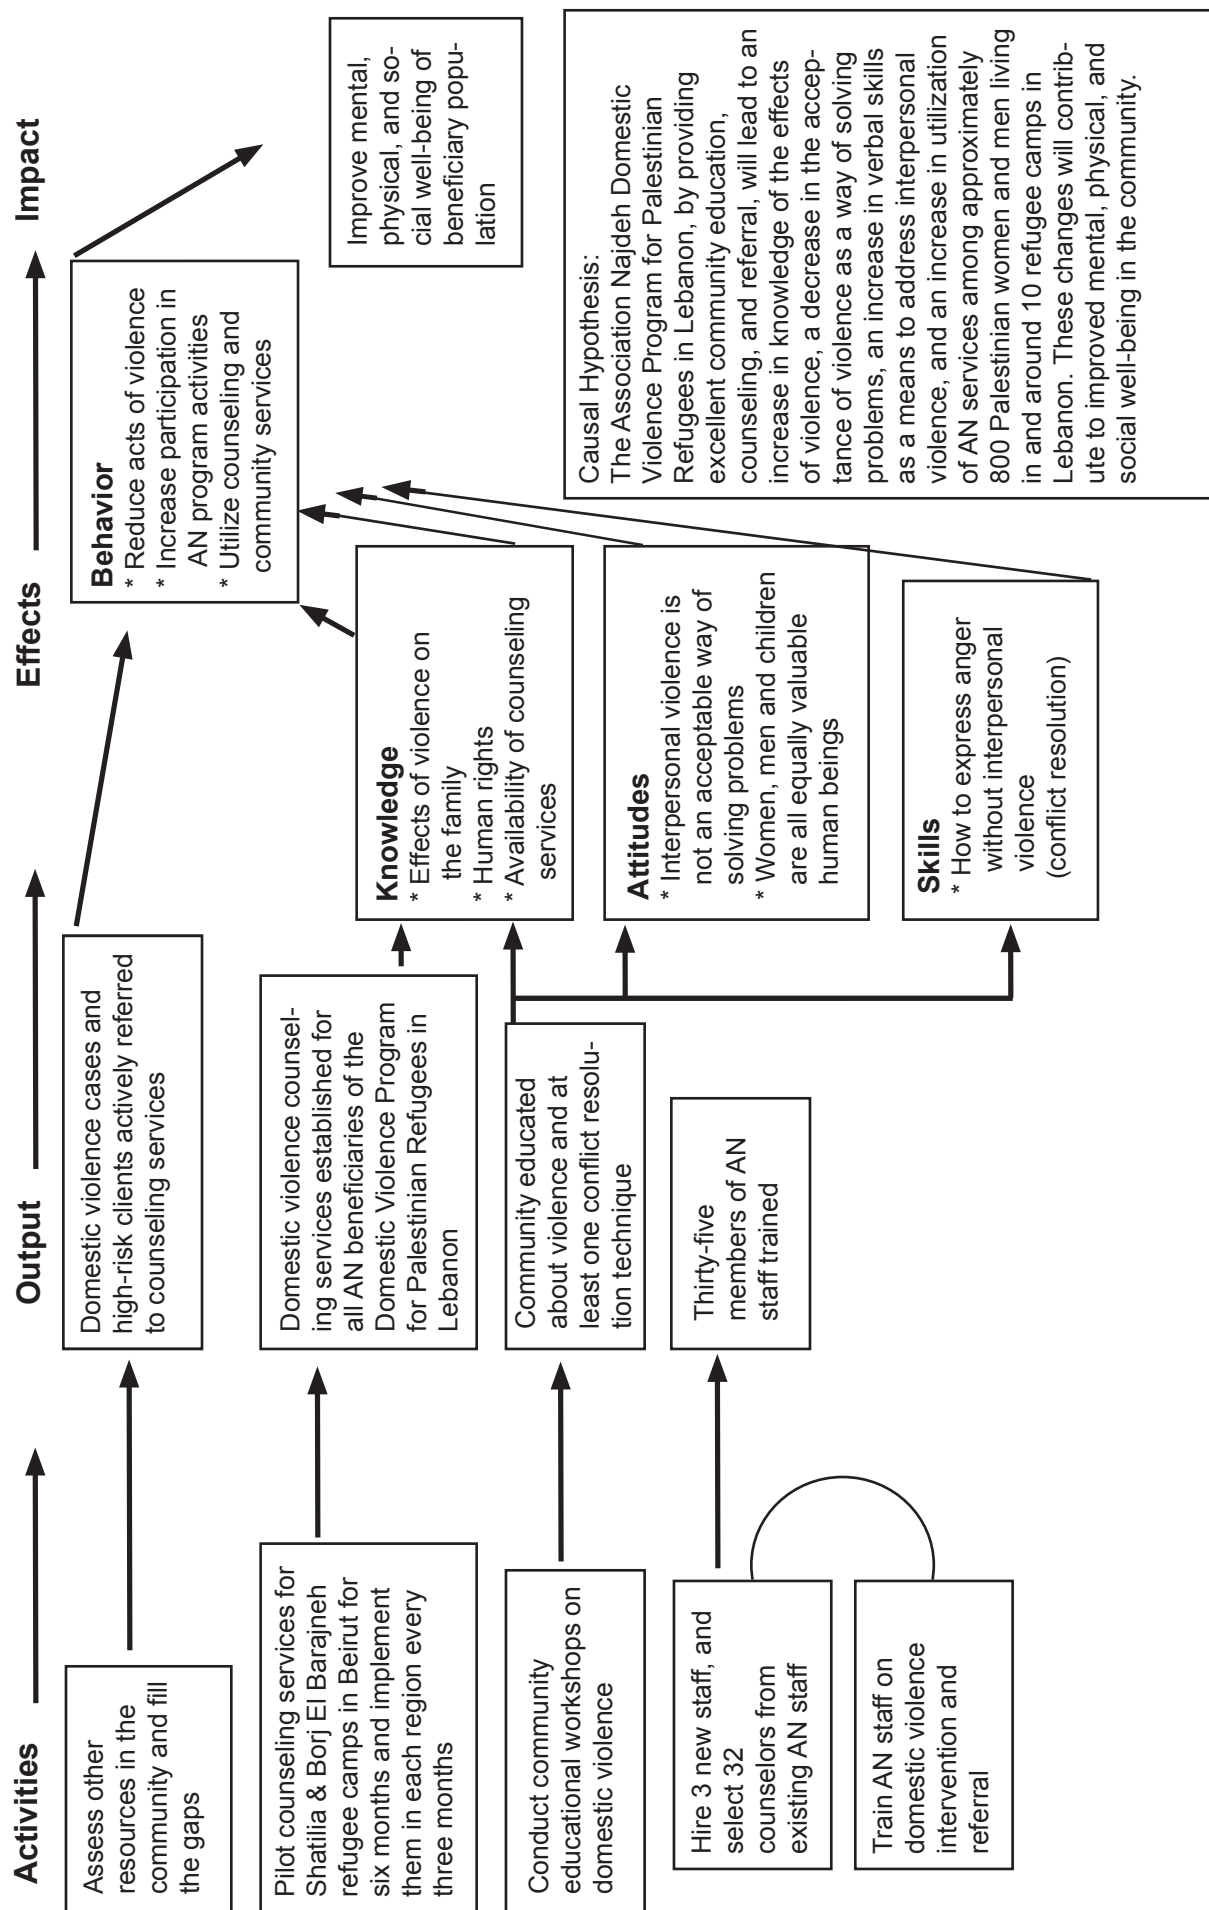 Activities
Output
Effects
Impact
Assess other
resources in the
community and fill
the gaps
Pilot counseling services for
Shatilia & Borj El Barajneh
refugee camps in Beirut for
six months and implement
them in each region every
three months
Conduct community
educational workshops on
domestic violence
Hire 3 new staff, and
select 32
counselors from
existing AN staff
Train AN staff on
domestic violence
intervention and
referral
Domestic violence cases and
high-risk clients actively referred
to counseling services
Domestic violence counsel-
ing services established for
all AN beneficiaries of the
Domestic Violence Program
for Palestinian Refugees in
Lebanon
Community educated
about violence and at
least one conflict resolu-
tion technique
Thirty-five
members of AN
staff trained
Behavior
* Reduce acts of violence
* Increase participation in
AN program activities
* Utilize counseling and
community services
Knowledge
* Effects of violence on
the family
* Human rights
* Availability of counseling
services
Attitudes
* Interpersonal violence is
not an acceptable way of
solving problems
* Women, men and children
are all equally valuable
human beings
Skills
* How to express anger
without interpersonal
violence
(conflict resolution)
Improve mental,
physical, and so-
cial well-being of
beneficiary popu-
lation
Causal Hypothesis:
The Association Najdeh Domestic
Violence Program for Palestinian
Refugees in Lebanon, by providing
excellent community education,
counseling, and referral, will lead to an
increase in knowledge of the effects
of violence, a decrease in the accep-
tance of violence as a way of solving
problems, an increase in verbal skills
as a means to address interpersonal
violence, and an increase in utilization
of AN services among approximately
800 Palestinian women and men living
in and around 10 refugee camps in
Lebanon. These changes will contrib-
ute to improved mental, physical, and
social well-being in the community.